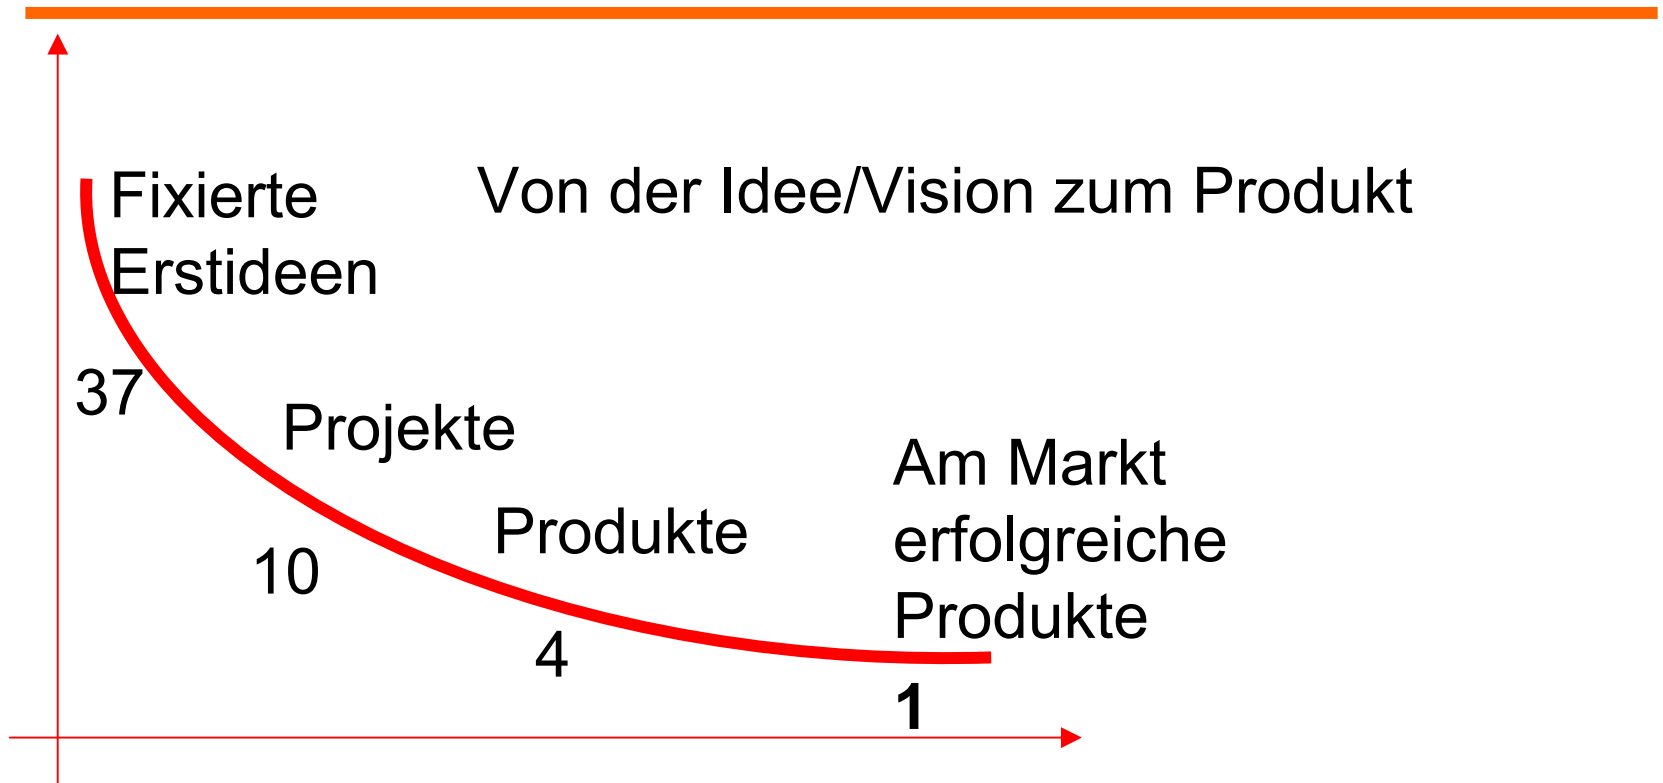 Von der Idee/Vision zum Produkt
Fixierte
Erstideen
37
Projekte
10
Produkte
4
Am Markt
erfolgreiche
Produkte
1